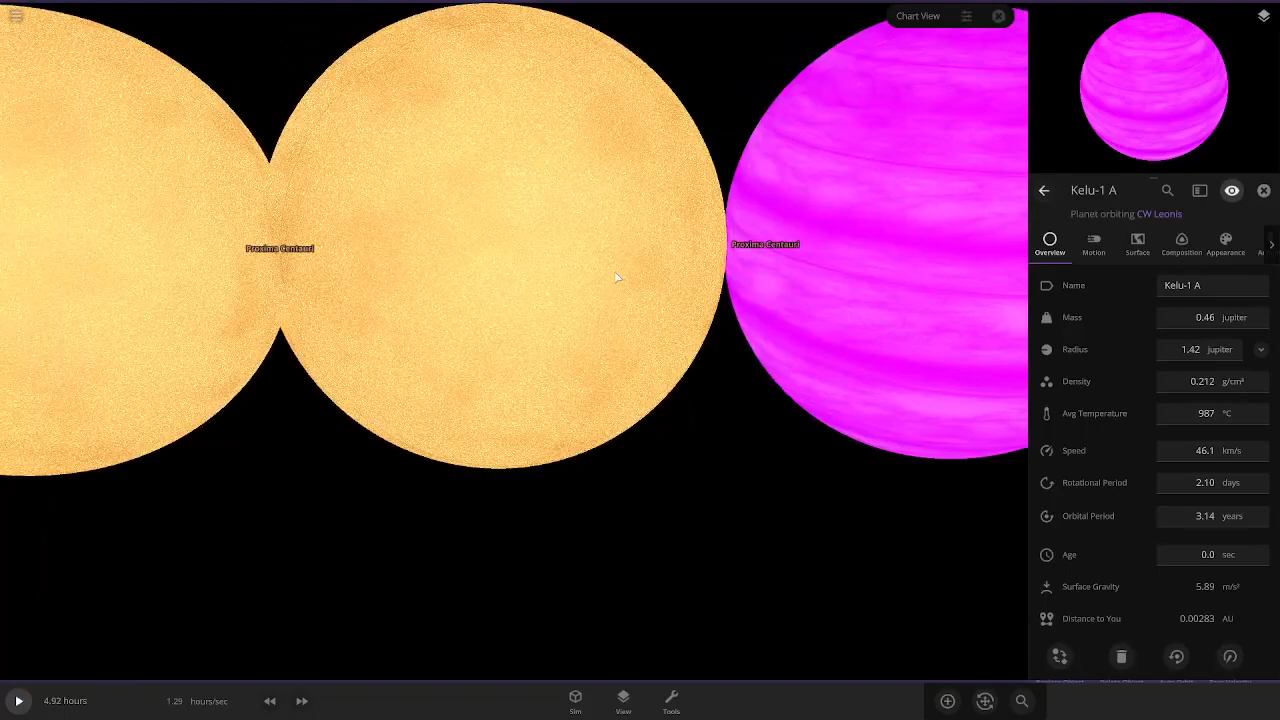 Chart View
Proxima Centauri
Proxima Centauri
Kelu-1 A
Planet orbiting CW Leonis
Overview
Motion
Surface
Composition
Appearance
Name
Kelu-1 A
Mass
0.46 jupiter
Radius
1.42 jupiter
Density
0.212 g/cm³
Avg Temperature
987 °C
Speed
46.1 km/s
Rotational Period
2.10 days
Orbital Period
3.14 years
Age
0.0 sec
Surface Gravity
5.89 m/s²
Distance to You
0.00283 AU
4.92 hours
1.29 hours/sec
Sim
View
Tools